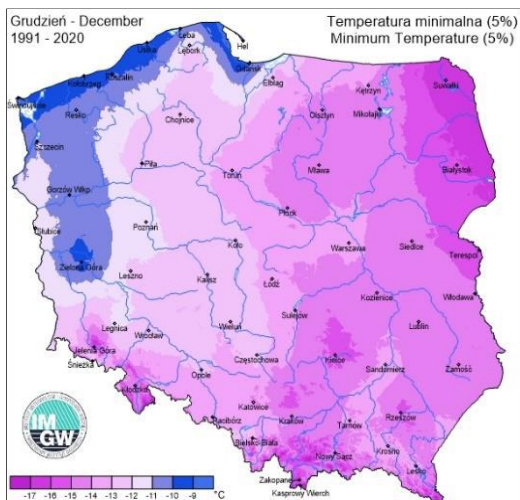 Grudzień - December
1991 - 2020
Temperatura minimalna (5%)
Minimum Temperature (5%)
Łeba
Hel
Ustka
Lębork
Gdańsk
Koszalin
Kołobrzeg
Elbląg
Kętrzyn
Suwałki
Świnoujście
Resko
Chojnice
Olsztyn
Mikołajki
Szczecin
Piła
Toruń
Mława
Białystok
Gorzów Wlkp.
Płock
Słubice
Poznań
Koło
Warszawa
Siedlce
Terespol
Zielona Góra
Leszno
Kalisz
Łódź
Kozienice
Włodawa
Sulejów
Legnica
Wrocław
Wieluń
Lublin
Jelenia Góra
Śnieżka
Częstochowa
Kielce
Sandomierz
Zamość
Kłodzko
Opole
Katowice
Racibórz
Kraków
Tarnów
Rzeszów
Bielsko-Biała
Nowy Sącz
Krosno
Lesko
Zakopane
Kasprowy Wierch
IM
GW
-17 -16 -15 -14 -13 -12 -11 -10 -9 °C